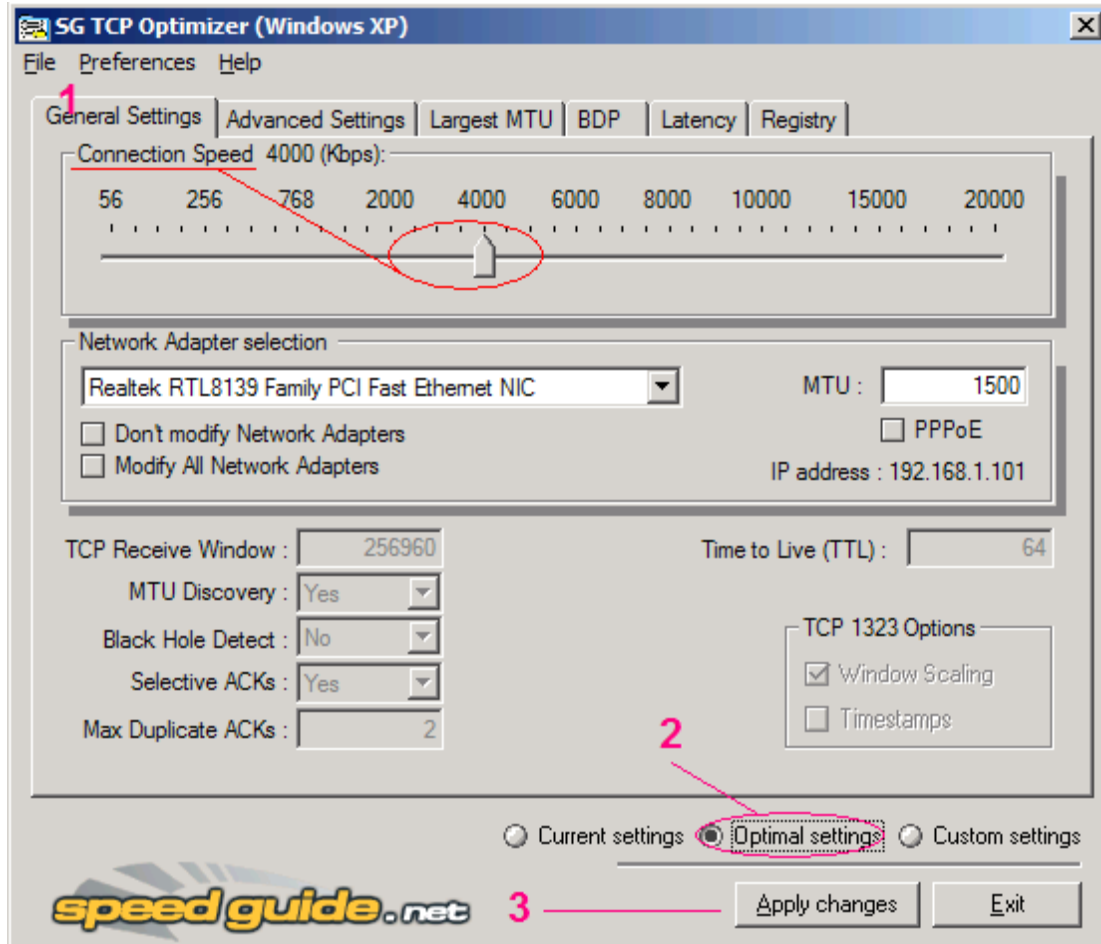 SG TCP Optimizer (Windows XP)
File Preferences Help
1
General Settings Advanced Settings Largest MTU BDP Latency Registry
Connection Speed 4000 (Kbps):
56 256 768 2000 4000 6000 8000 10000 15000 20000
Network Adapter selection
Realtek RTL8139 Family PCI Fast Ethernet NIC MTU : 1500
Don't modify Network Adapters PPPoE
Modify All Network Adapters IP address : 192.168.1.101
TCP Receive Window : 256960 Time to Live (TTL) : 64
MTU Discovery : Yes
Black Hole Detect : No TCP 1323 Options
Selective ACKs : Yes Window Scaling
Max Duplicate ACKs : 2 Timestamps
2
Current settings Optimal settings Custom settings
speedguide.net 3 Apply changes Exit